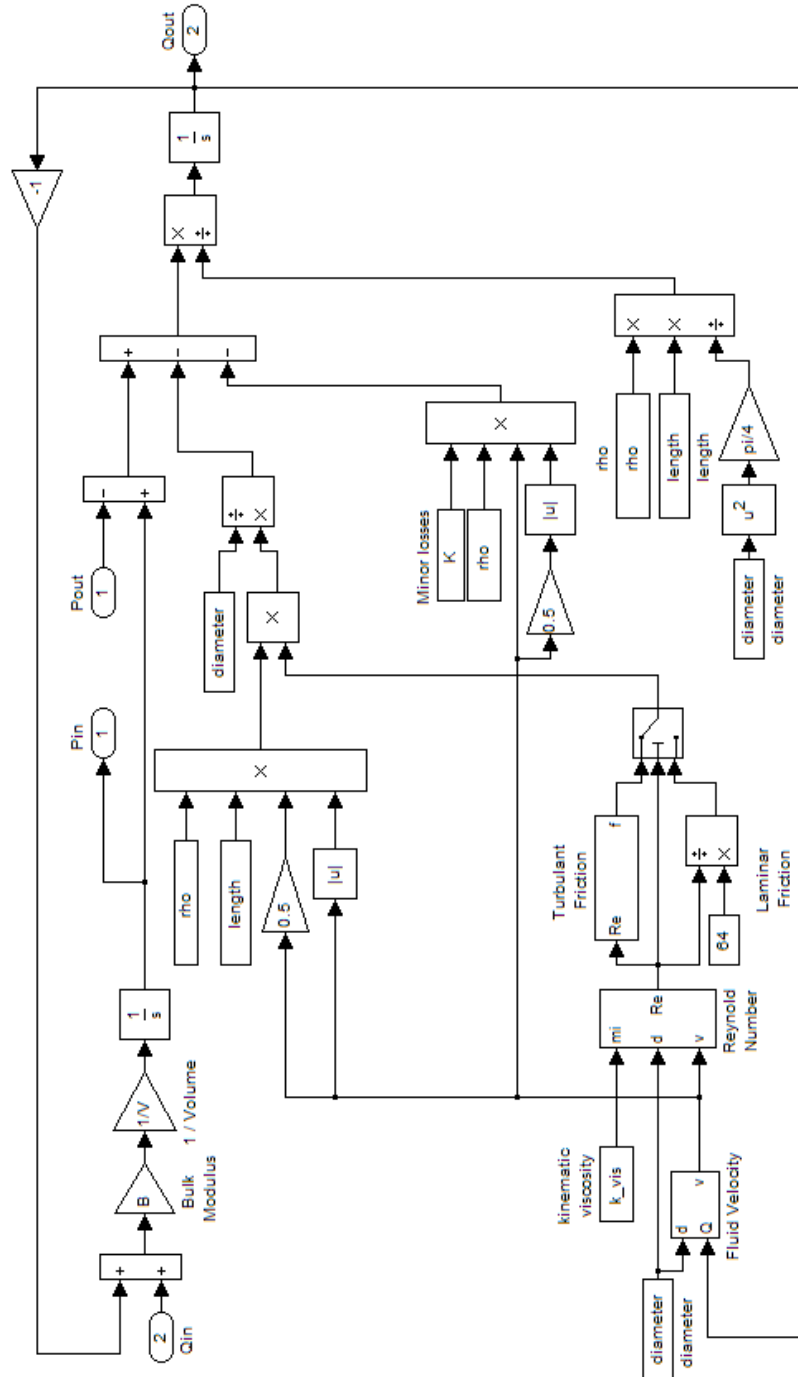 -1
+
+
2
Qin
B
Bulk
Modulus
1/V
1 / Volume
1
s
1
Pin
1
Pout
-
+
+
-
-
×
÷
1
s
2
Qout
rho
length
0.5
|u|
×
diameter
×
÷
×
Minor losses
K
rho
0.5
|u|
×
kinematic
viscosity
k_vis
diameter
diameter
d
Q
v
Fluid Velocity
mi
d
v
Re
Reynold
Number
Turbulant
Friction
Re
f
64
÷
×
Laminar
Friction
rho
rho
length
length
diameter
diameter
u²
pi/4
×
×
÷